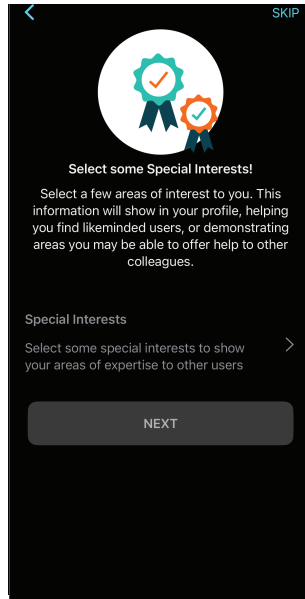 SKIP
Select some Special Interests!
Select a few areas of interest to you. This
information will show in your profile, helping
you find likeminded users, or demonstrating
areas you may be able to offer help to other
colleagues.
Special Interests
Select some special interests to show
your areas of expertise to other users
NEXT